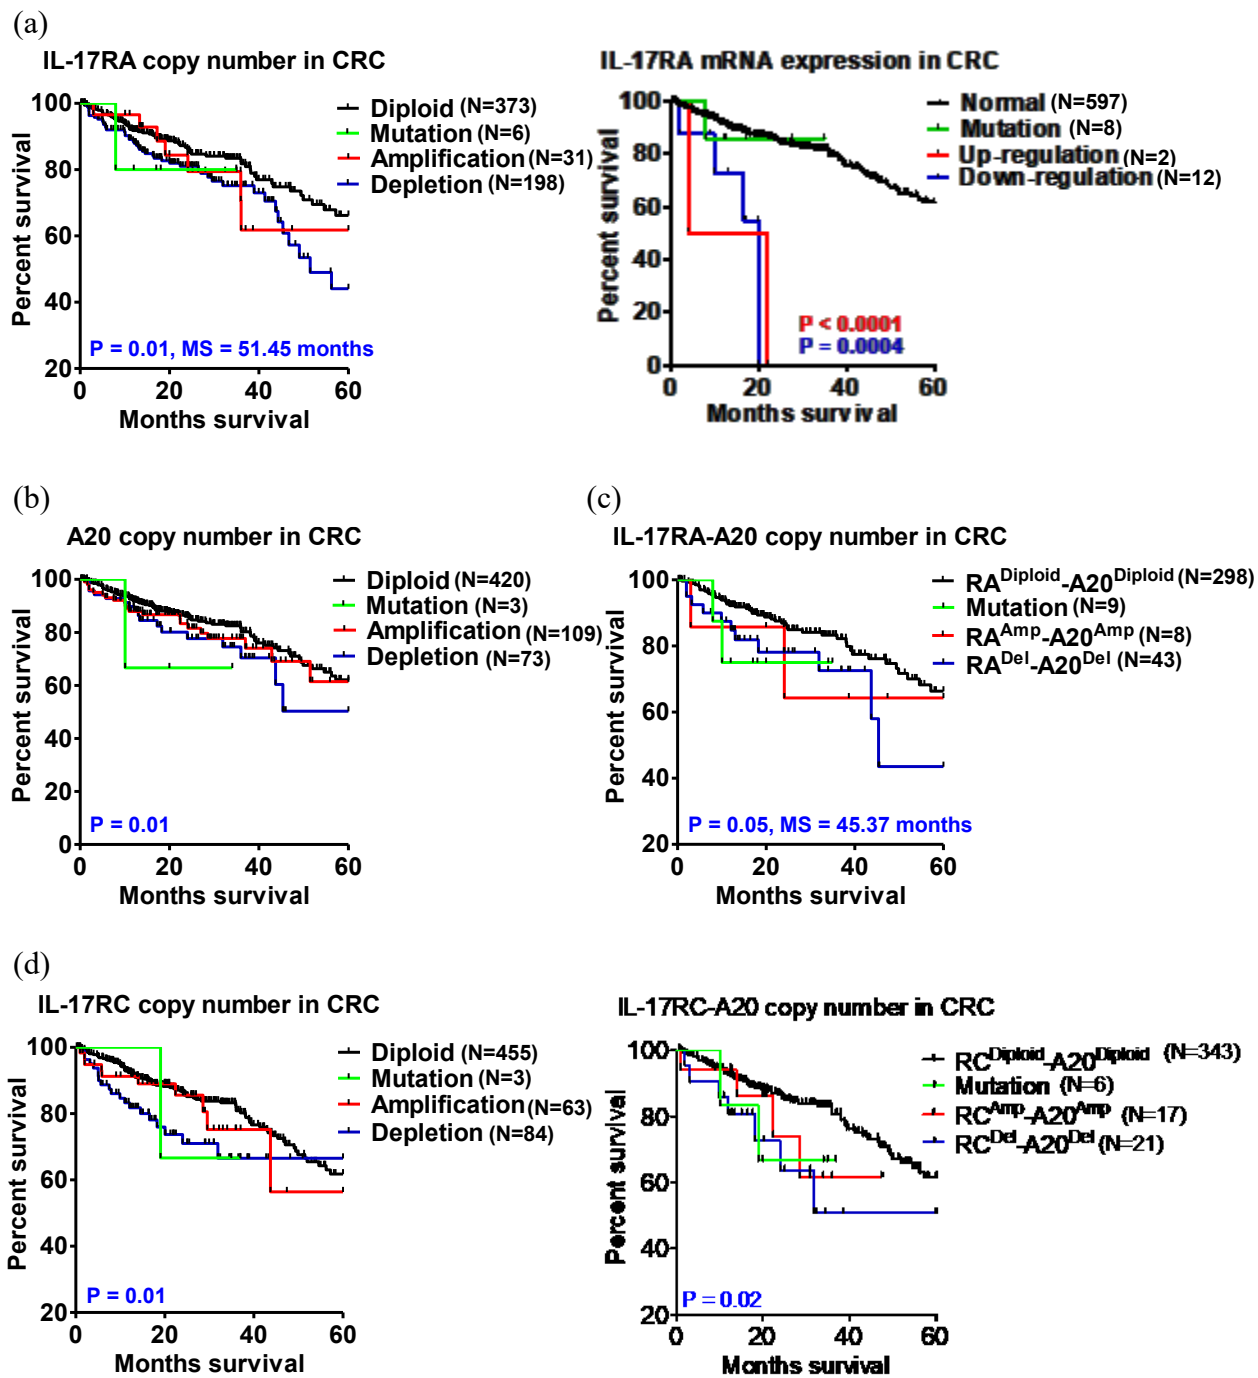 (a)
IL-17RA copy number in CRC
Percent survival
100
80
60
40
20
Diploid (N=373)
Mutation (N=6)
Amplification (N=31)
Depletion (N=198)
P = 0.01, MS = 51.45 months
20 40 60
Months survival
IL-17RA mRNA expression in CRC
Percent survival
100
80
60
40
20
0
Normal (N=597)
Mutation (N=8)
Up-regulation (N=2)
Down-regulation (N=12)
P < 0.0001
P = 0.0004
0 20 40 60
Months survival
(b)
A20 copy number in CRC
Percent survival
100
80
60
40
20
0
Diploid (N=420)
Mutation (N=3)
Amplification (N=109)
Depletion (N=73)
P = 0.01
20 40 60
Months survival
(c)
IL-17RA-A20 copy number in CRC
Percent survival
100
80
60
40
20
RADiploid-A20Diploid (N=298)
Mutation (N=9)
RAAmp-A20Amp (N=8)
RADel-A20Del (N=43)
P = 0.05, MS = 45.37 months
0 20 40 60
Months survival
(d)
IL-17RC copy number in CRC
Percent survival
100
80
60
40
20
Diploid (N=455)
Mutation (N=3)
Amplification (N=63)
Depletion (N=84)
P = 0.01
0 20 40 60
Months survival
IL-17RC-A20 copy number in CRC
Percent survival
100
80
60
40
20
RCDiploid-A20Diploid (N=343)
Mutation (N=6)
RCAmp-A20Amp (N=17)
RCDel-A20Del (N=21)
P = 0.02
0 20 40 60
Months survival